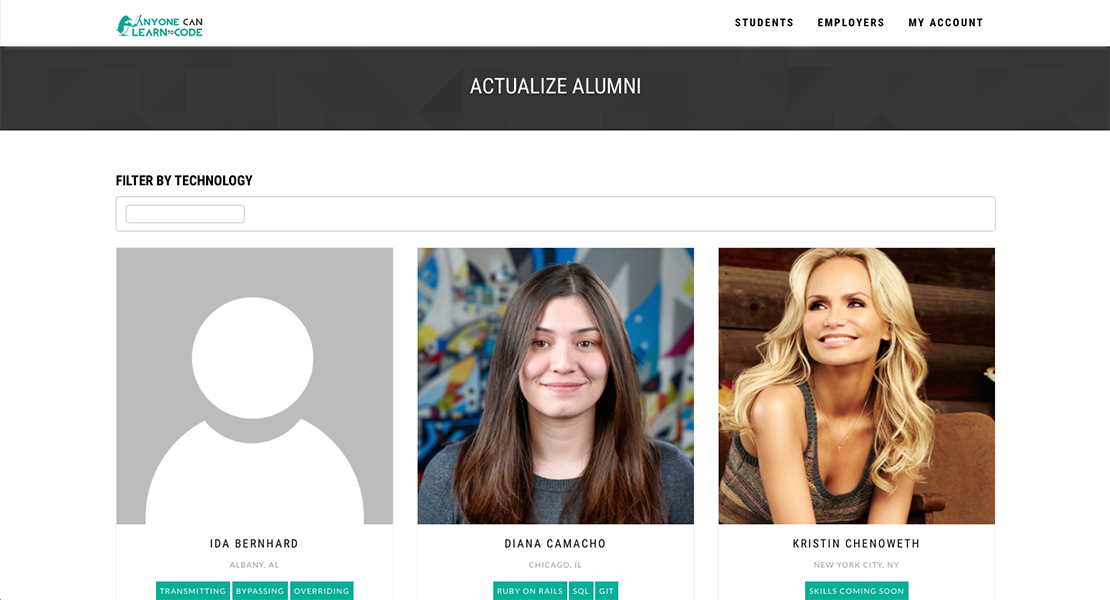 ANYONE CAN
LEARN TO CODE
STUDENTS EMPLOYERS MY ACCOUNT
ACTUALIZE ALUMNI
FILTER BY TECHNOLOGY
IDA BERNHARD
ALBANY, AL
TRANSMITTING BYPASSING OVERRIDING
DIANA CAMACHO
CHICAGO, IL
RUBY ON RAILS SQL GIT
KRISTIN CHENOWETH
NEW YORK CITY, NY
SKILLS COMING SOON